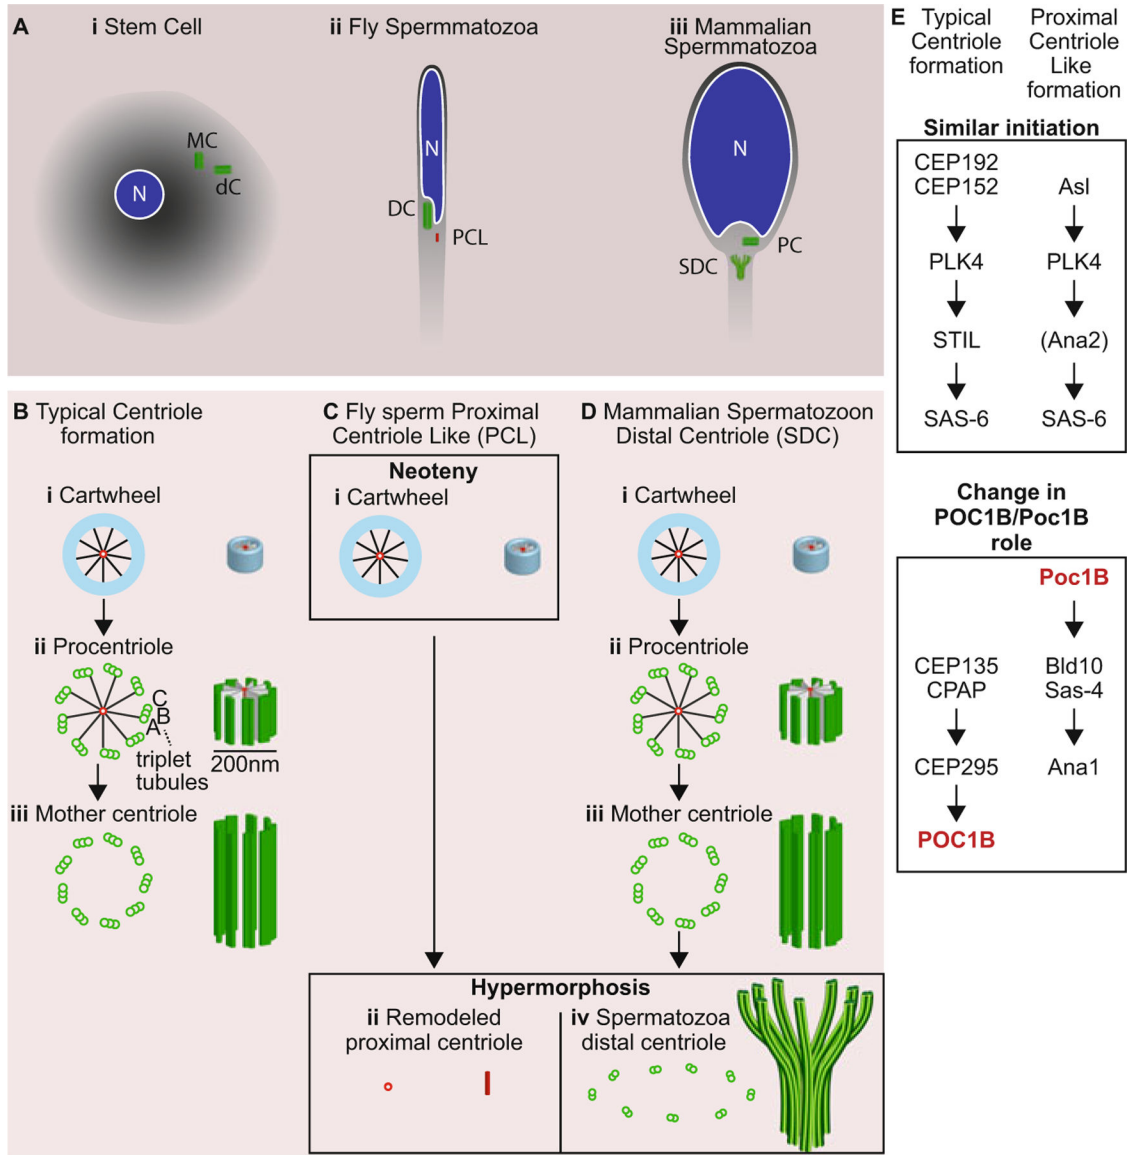 A
i Stem Cell
MC
dC
N
ii Fly Spermmatozoa
N
DC
PCL
iii Mammalian
Spermmatozoa
N
PC
SDC
B Typical Centriole
formation
i Cartwheel
ii Procentriole
C
B
A
triplet
tubules
200nm
iii Mother centriole
C Fly sperm Proximal
Centriole Like (PCL)
Neoteny
i Cartwheel
D Mammalian Spermatozoon
Distal Centriole (SDC)
i Cartwheel
ii Procentriole
iii Mother centriole
Hypermorphosis
ii Remodeled
proximal centriole
iv Spermatozoa
distal centriole
E
Typical
Centriole
formation
Proximal
Centriole
Like
formation
Similar initiation
CEP192
CEP152
PLK4
STIL
SAS-6
Asl
PLK4
(Ana2)
SAS-6
Change in
POC1B/Poc1B
role
CEP135
CPAP
CEP295
POC1B
Poc1B
Bld10
Sas-4
Ana1